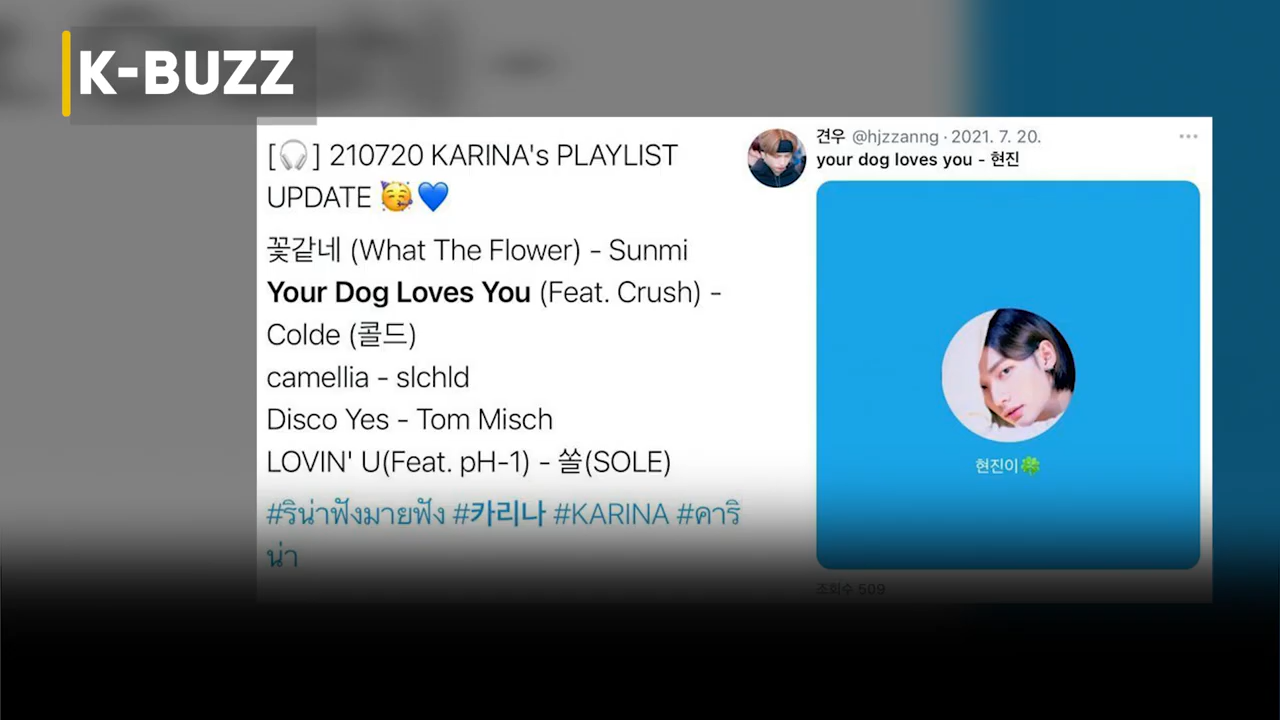 K-BUZZ
[🎧] 210720 KARINA's PLAYLIST
UPDATE 🥳💙
꽃같네 (What The Flower) - Sunmi
Your Dog Loves You (Feat. Crush) -
Colde (콜드)
camellia - slchld
Disco Yes - Tom Misch
LOVIN' U(Feat. pH-1) - 쏠(SOLE)
#ริน่าฟังมายฟัง #카리나 #KARINA #คาริ
น่า
견우 @hjzzanng · 2021. 7. 20.
your dog loves you - 현진
현진이🍀
조회수 509